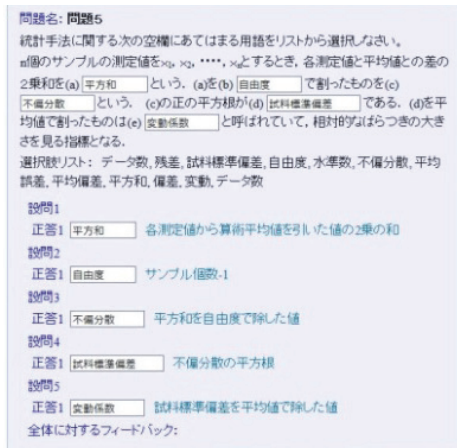 問題名: 問題5
統計手法に関する次の空欄にあてはまる用語をリストから選択しなさい。
n個のサンプルの測定値をx₁, x₂, ····, xₙとするとき, 各測定値と平均値との差の
2乗和を(a) 平方和 という. (a)を(b) 自由度 で割ったものを(c)
不偏分散 という. (c)の正の平方根が(d) 試料標準偏差 である. (d)を平
均値で割ったものは(e) 変動係数 と呼ばれていて, 相対的なばらつきの大き
さを見る指標となる.
選択肢リスト: データ数, 残差, 試料標準偏差, 自由度, 水準数, 不偏分散, 平均
誤差, 平均偏差, 平方和, 偏差, 変動, データ数
設問1
正答1 平方和 各測定値から算術平均値を引いた値の2乗の和
設問2
正答1 自由度 サンプル個数-1
設問3
正答1 不偏分散 平方和を自由度で除した値
設問4
正答1 試料標準偏差 不偏分散の平方根
設問5
正答1 変動係数 試料標準偏差を平均値で除した値
全体に対するフィードバック: